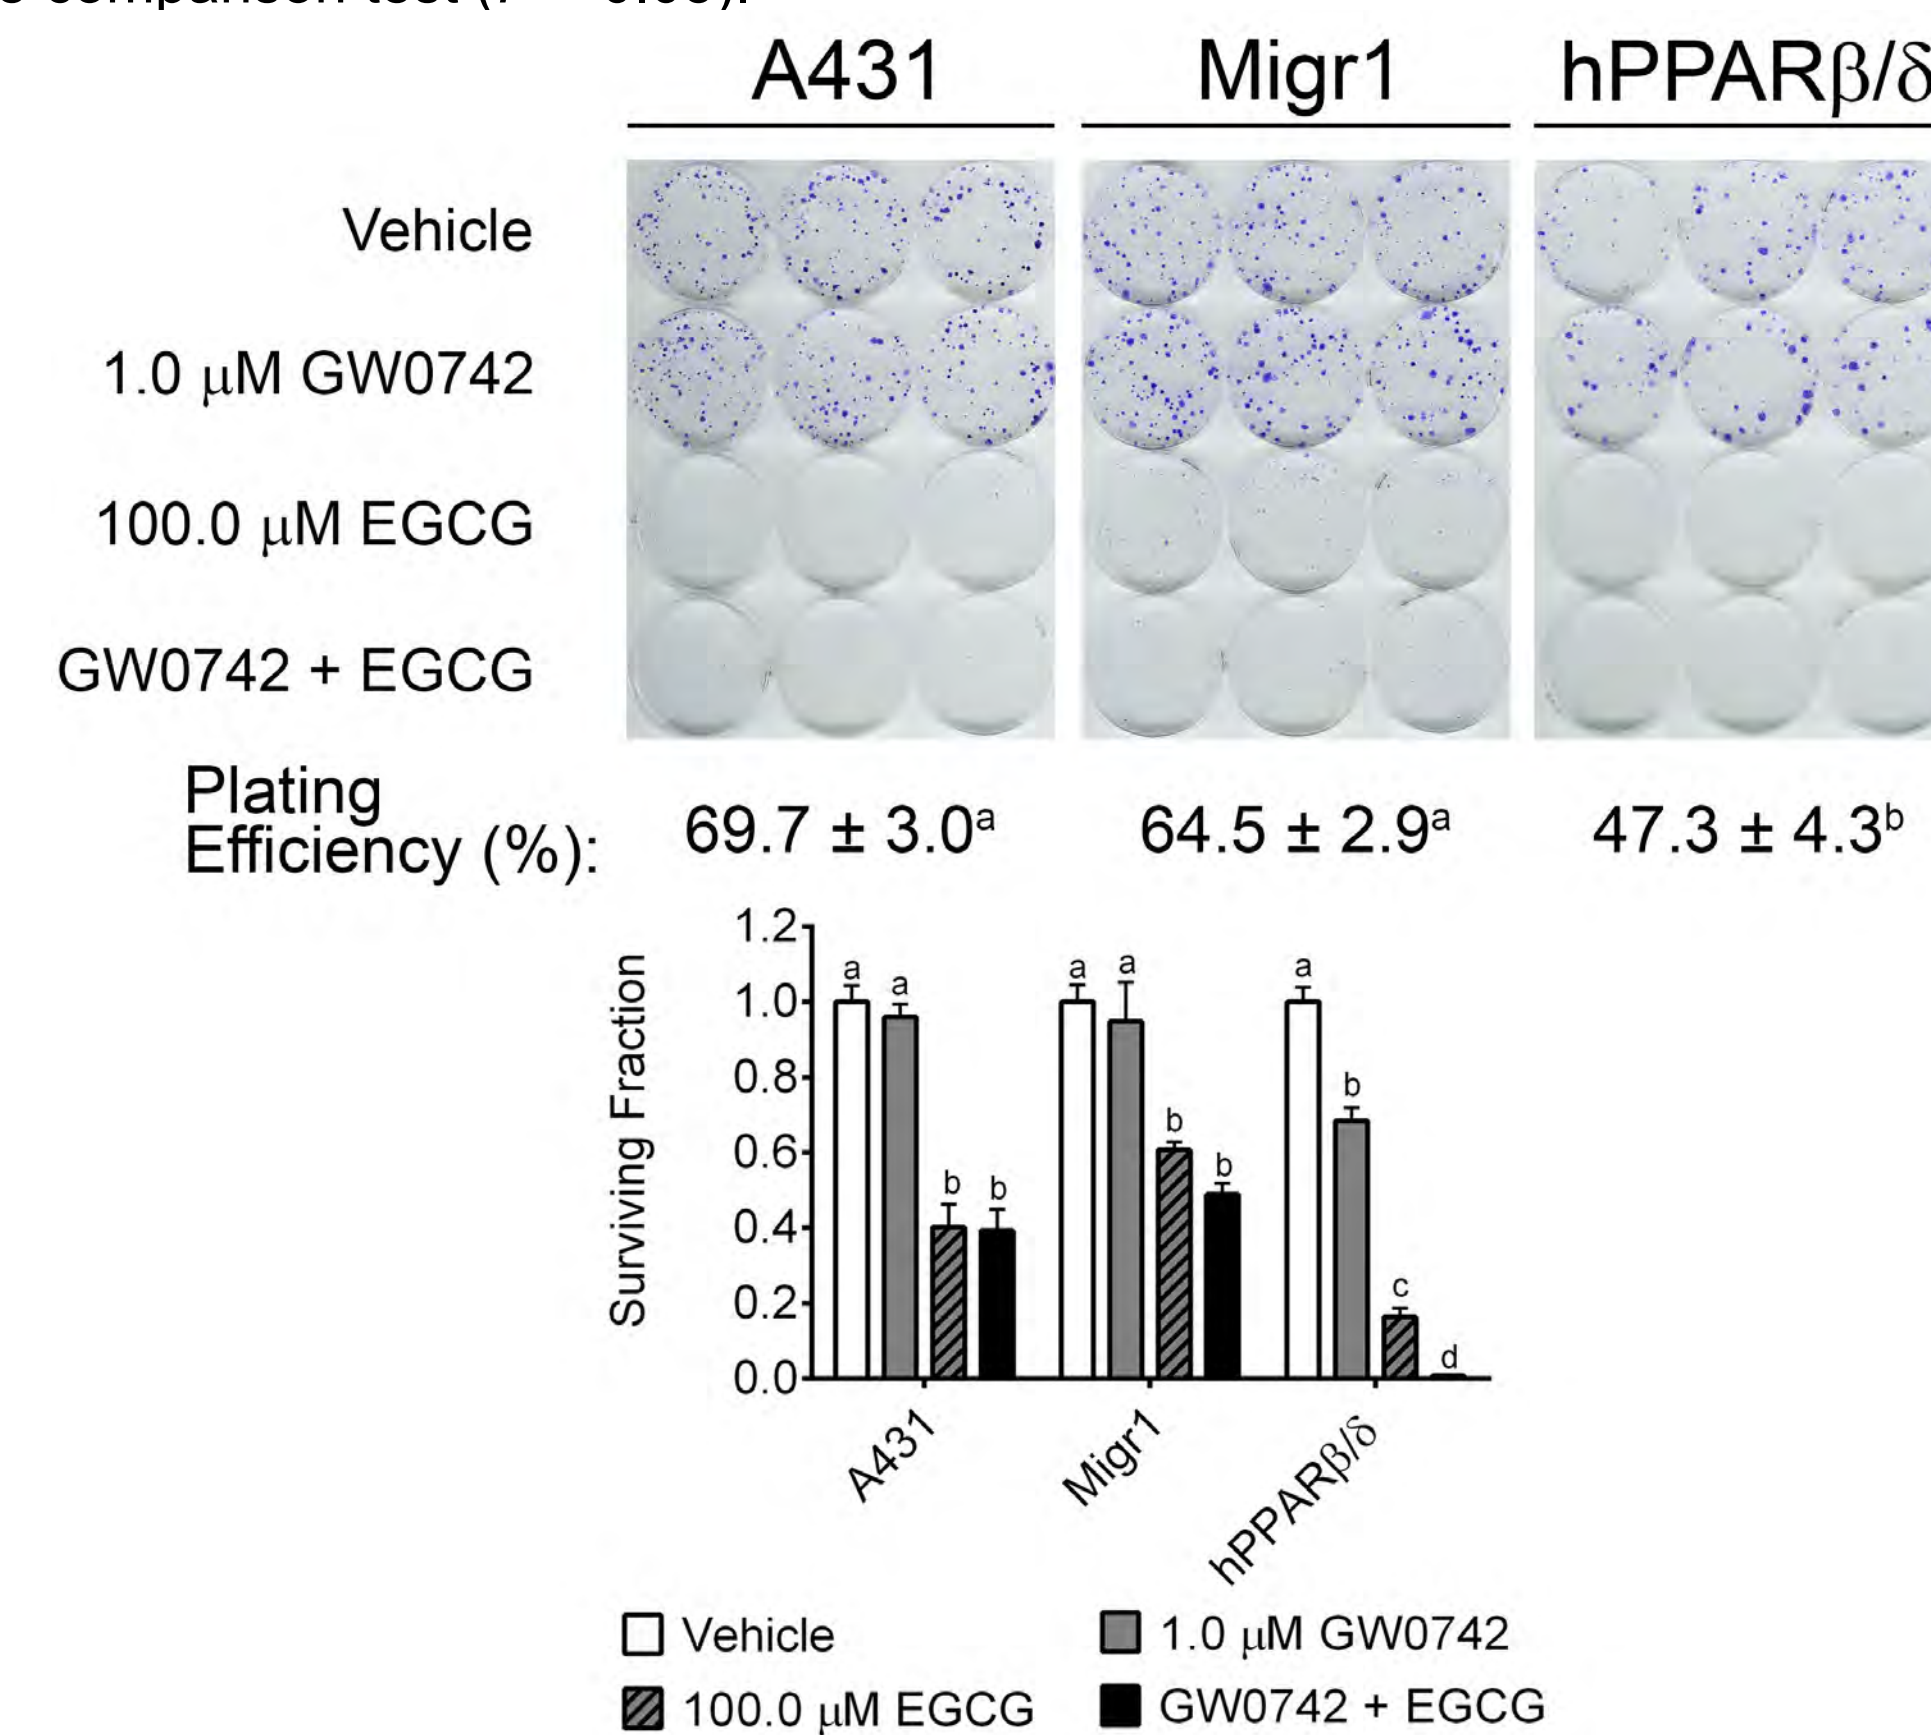 A431 Migr1 hPPARβ/δ
Vehicle
1.0 μM GW0742
100.0 μM EGCG
GW0742 + EGCG
Plating
Efficiency (%):
69.7 ± 3.0ᵃ 64.5 ± 2.9ᵃ 47.3 ± 4.3ᵇ
Surviving Fraction
1.2
1.0
0.8
0.6
0.4
0.2
0.0
a a b b
a a b b
a b c d
A431 Migr1 hPPARβ/δ
Vehicle 1.0 μM GW0742
100.0 μM EGCG GW0742 + EGCG